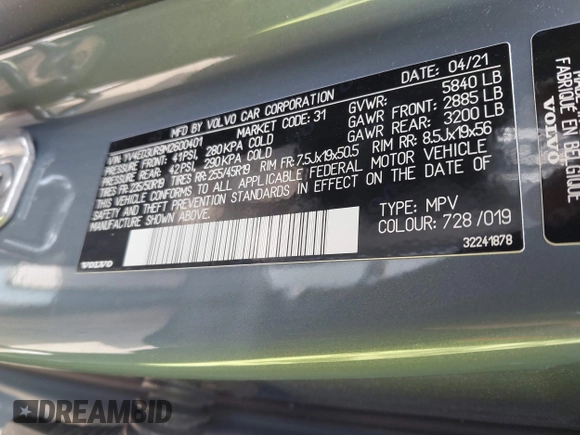 MFD. BY VOLVO CAR CORPORATION DATE: 04/21
VIN: YV4ED3UR9M2600401 MARKET CODE: 31 GVWR: 5840 LB
PRESSURE FRONT: 41PSI, 280KPA COLD GAWR FRONT: 2885 LB
PRESSURE REAR: 42PSI, 290KPA COLD GAWR REAR: 3200 LB
TIRES FR: 235/50R19 TIRES RR: 255/45R19 RIM FR: 7.5Jx19x50.5 RIM RR: 8.5Jx19x56
THIS VEHICLE CONFORMS TO ALL APPLICABLE FEDERAL MOTOR VEHICLE
SAFETY AND THEFT PREVENTION STANDARDS IN EFFECT ON THE DATE OF
MANUFACTURE SHOWN ABOVE.
TYPE: MPV
COLOUR: 728 /019
VOLVO 32241878
FABRIQUE EN BE
VOLVO
DREAMBID